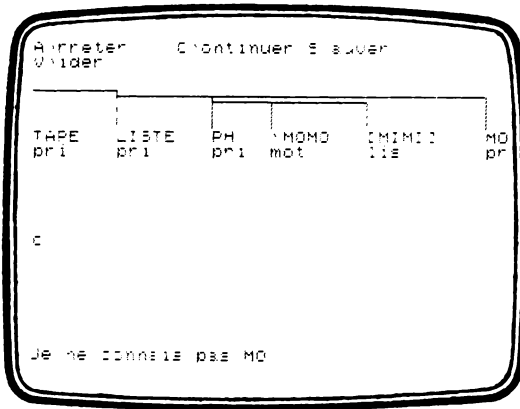 A)rreter C)ontinuer S)auver
V)ider
TAPE LISTE PH "MOMO [MIMI] MO
pri pri pri mot lis pr
C
Je ne connais pas MO